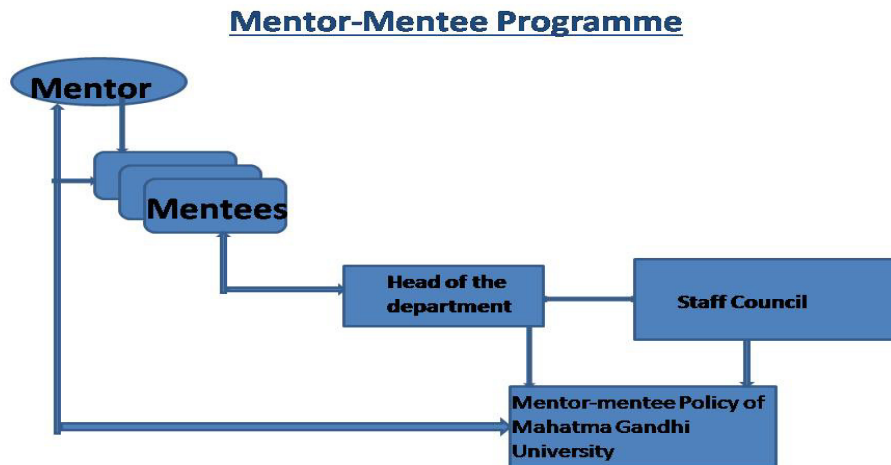 Mentor-Mentee Programme
Mentor
Mentees
Head of the
department
Staff Council
Mentor-mentee Policy of
Mahatma Gandhi
University